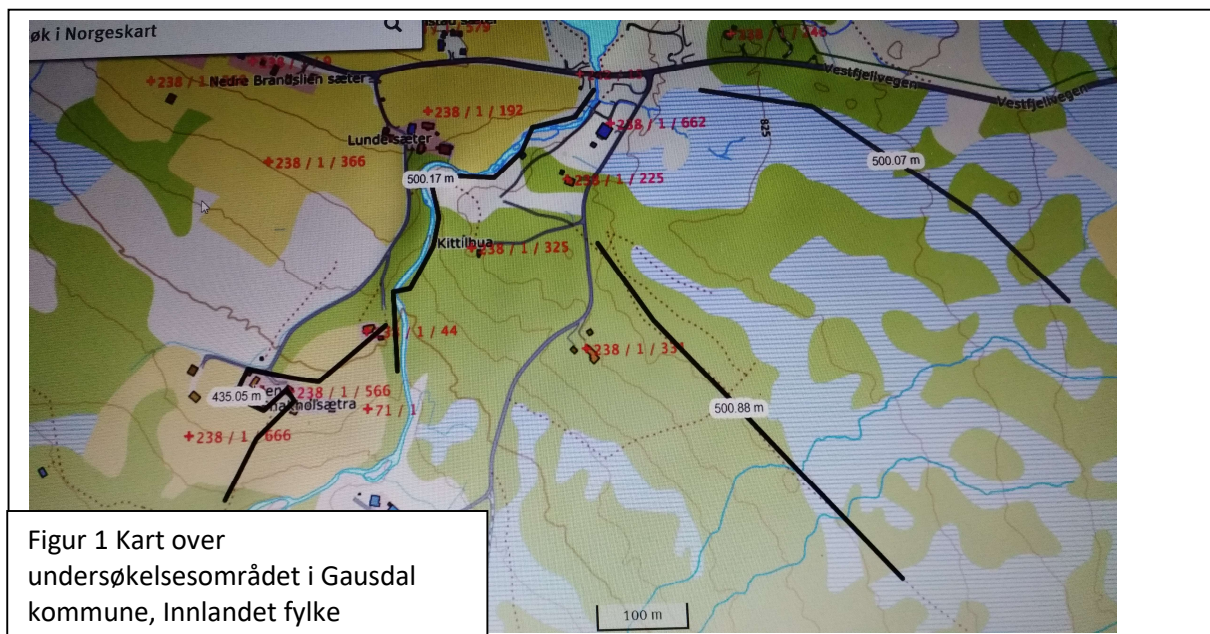 øk i Norgeskart
Nedre Brandslien sæter
Vestfjellvegen
Vestfjellvegen
825
+238 / 1 / 192
+238 / 1 / 662
Lunde sæter
+238 / 1 / 366
500.07 m
500.17 m
+238 / 1 / 225
Kittilbua
+238 / 1 / 325
/ 1 / 44
238 / 1 / 566
435.05 m
+71 / 1
500.88 m
+238 / 1 / 666
100 m
Figur 1 Kart over
undersøkelsesområdet i Gausdal
kommune, Innlandet fylke